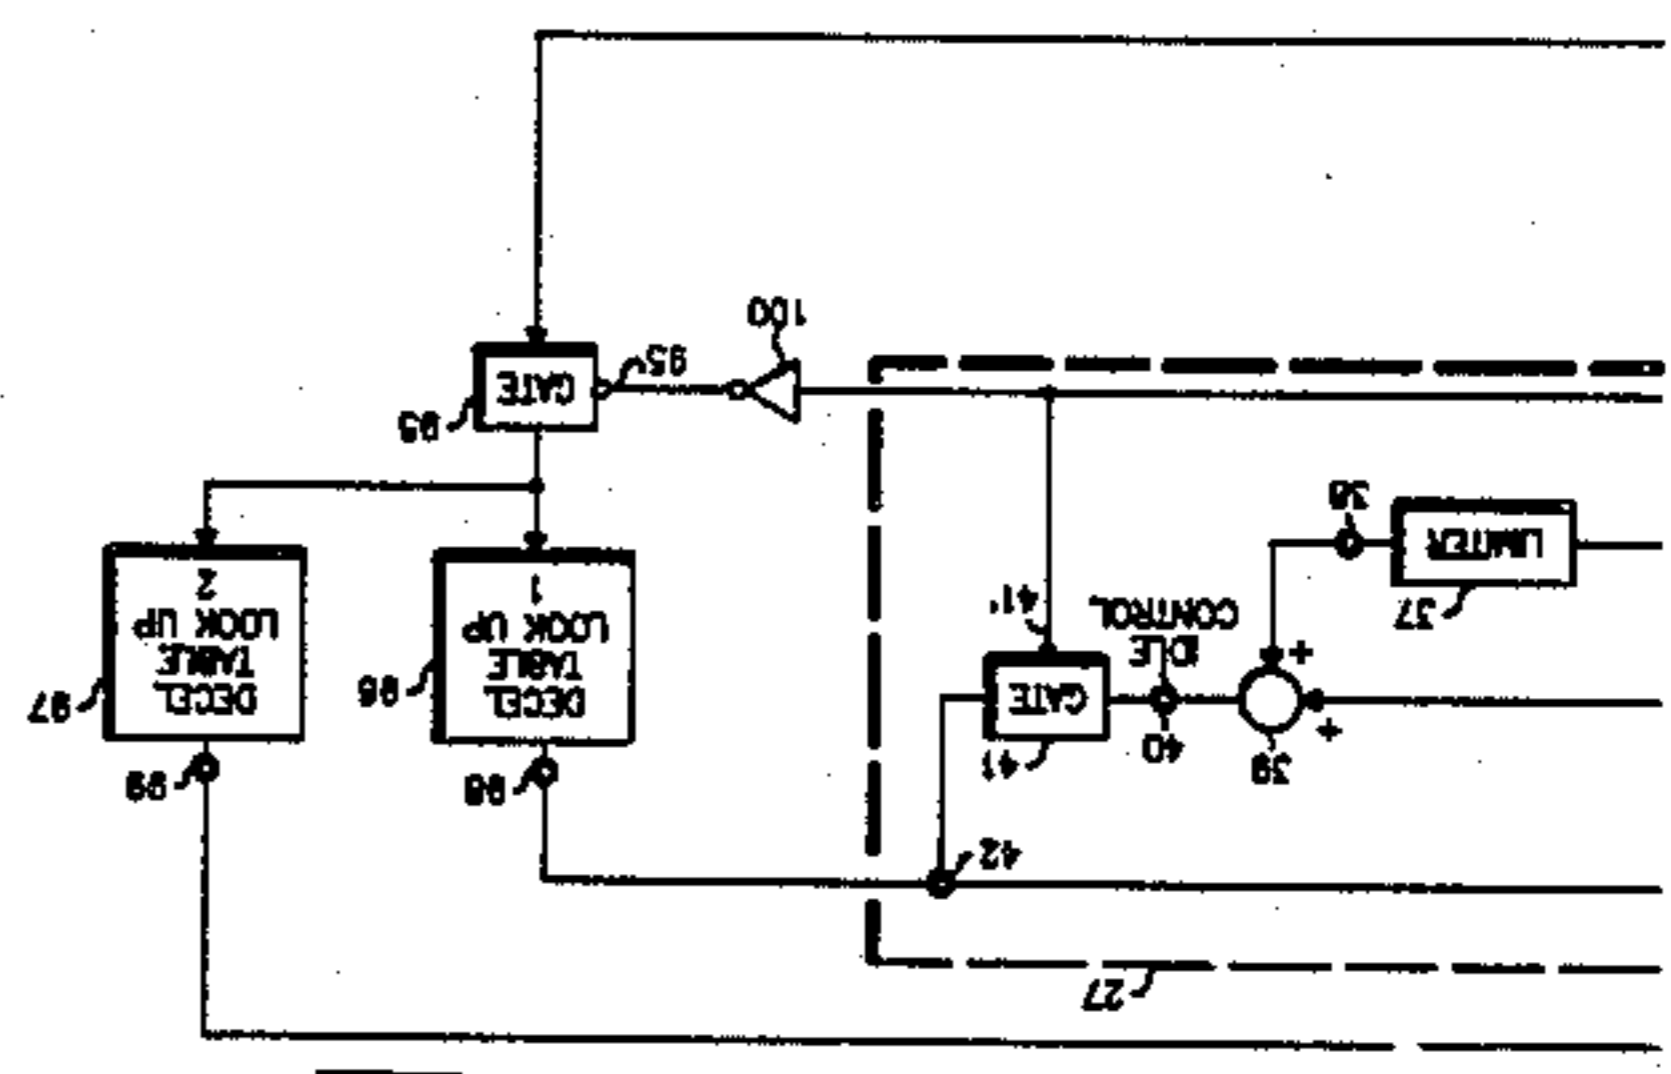 27
42
39
40
41
98
99
+
+
GATE
IDLE
CONTROL
41'
37
LIMITER
38
DECEL
TABLE
LOOK UP
1
96
DECEL
TABLE
LOOK UP
2
97
95
GATE
95'
100